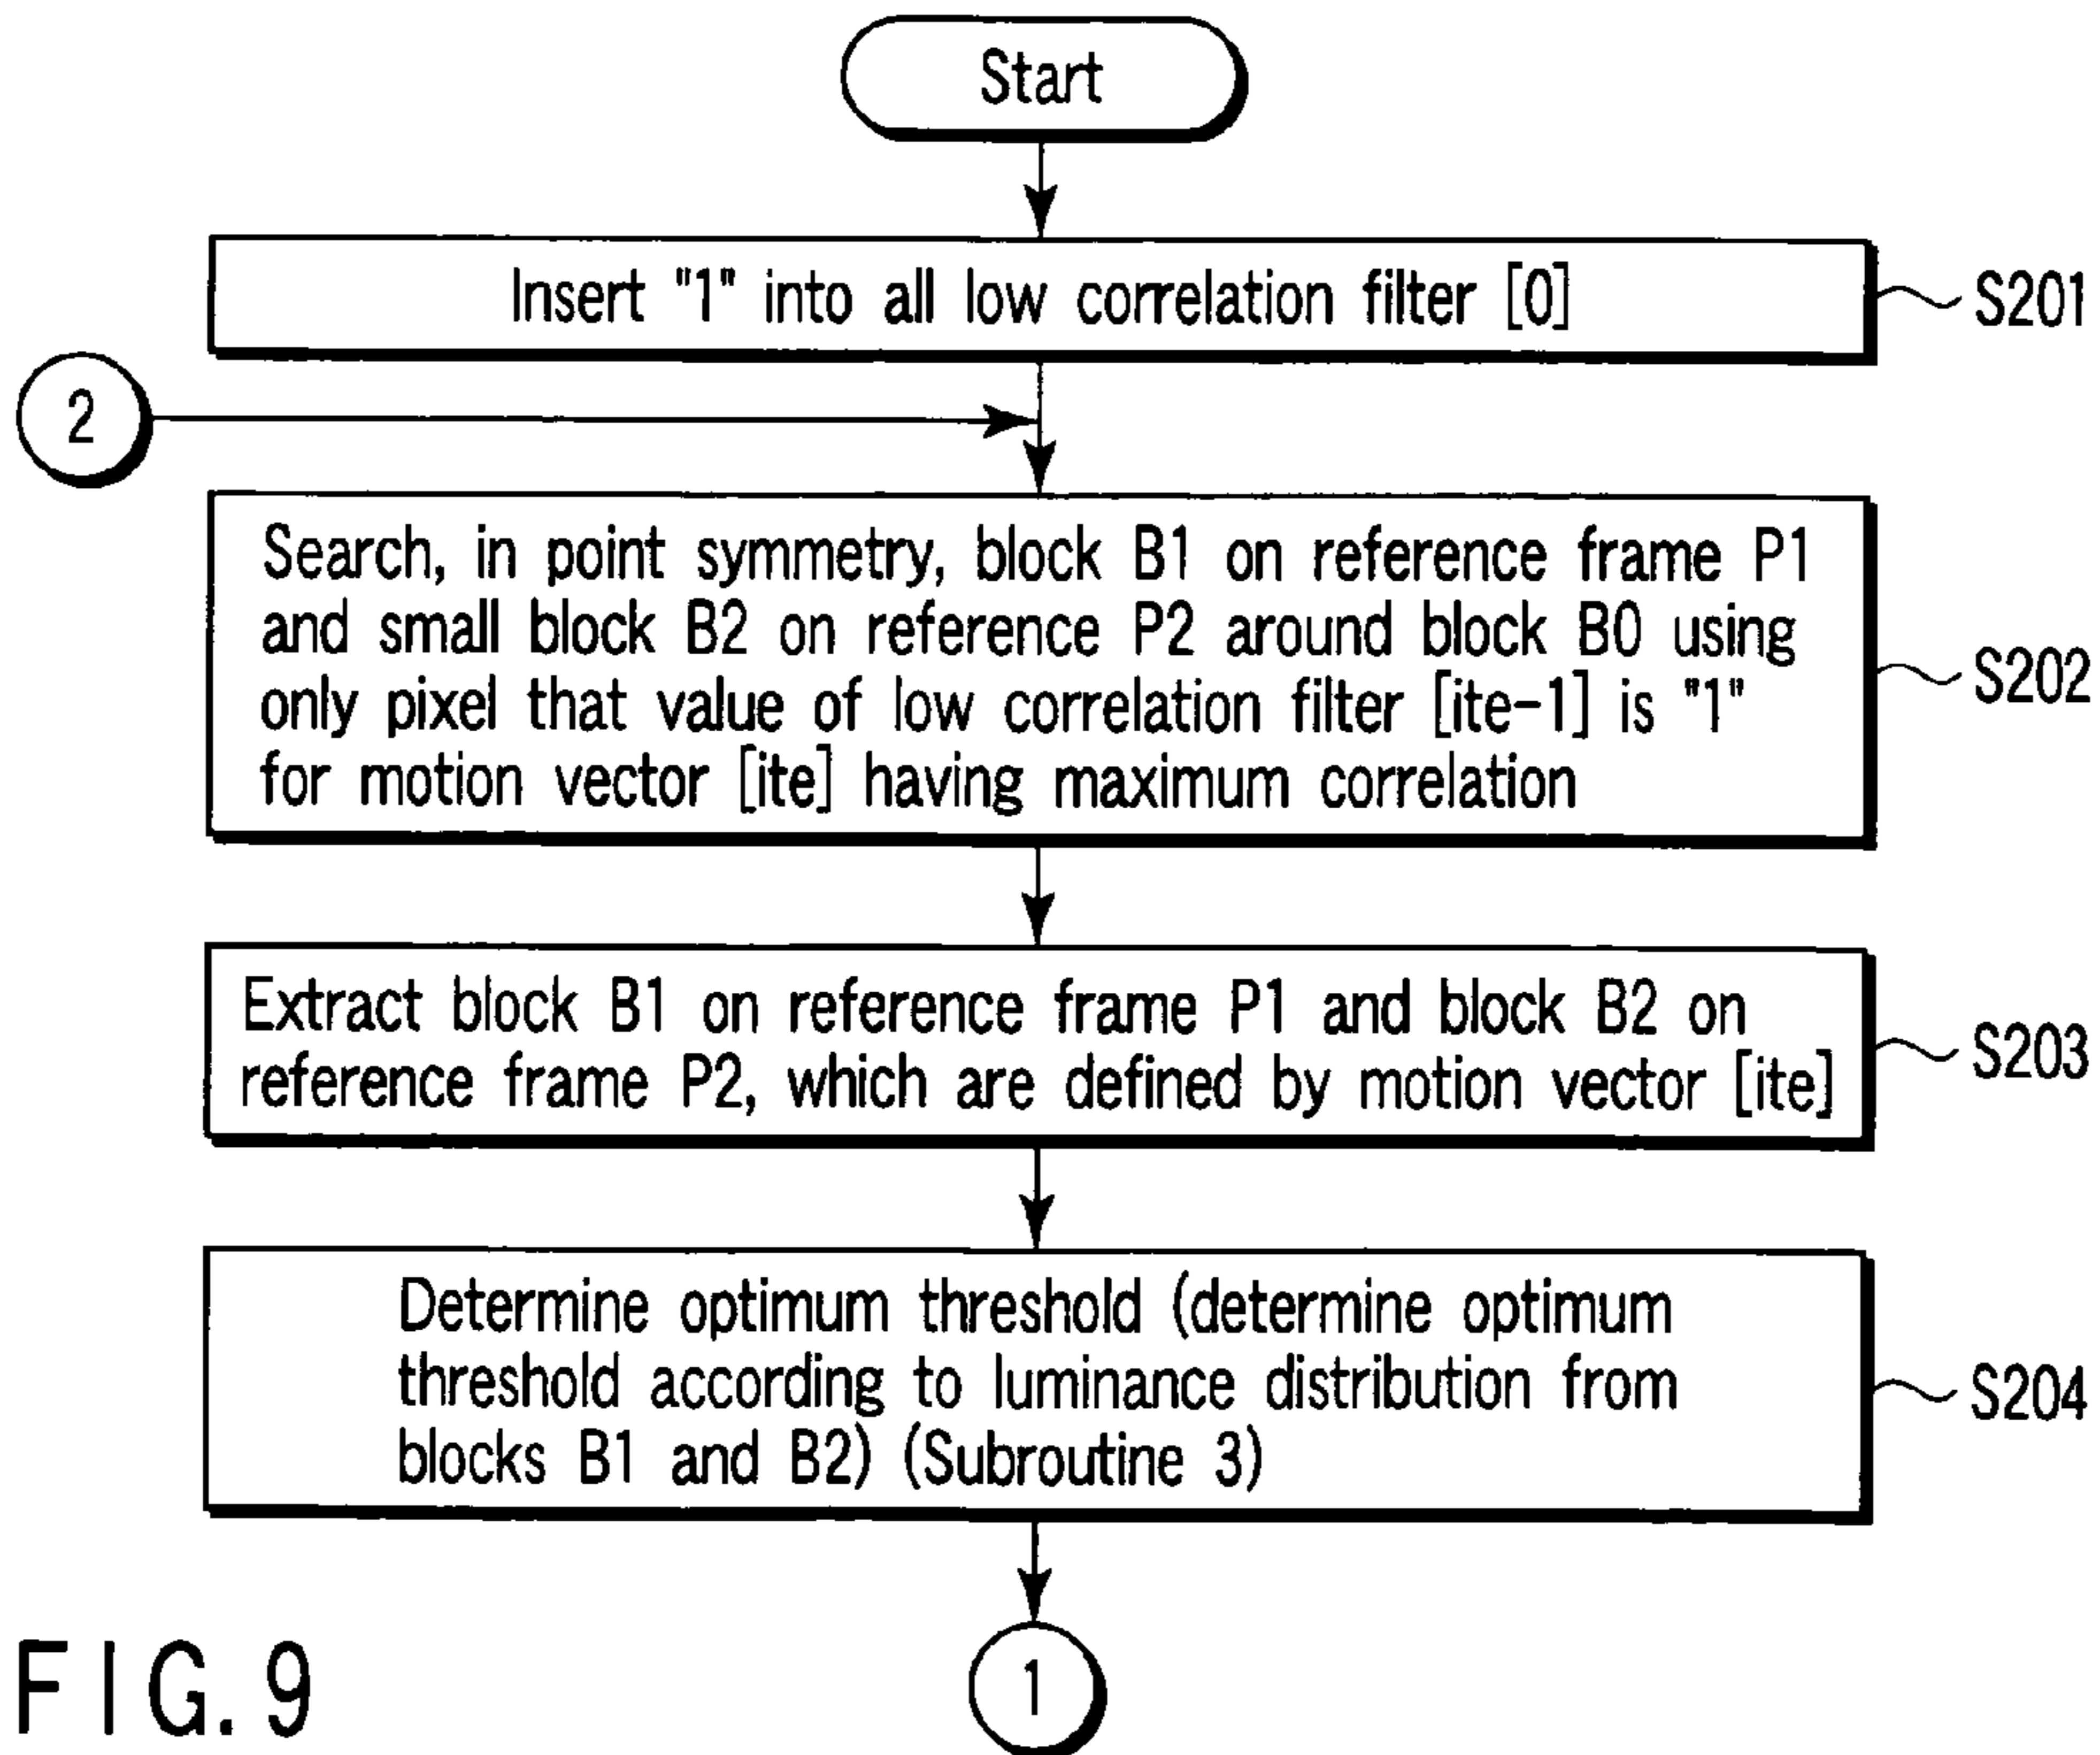 Start
Insert "1" into all low correlation filter [0]
S201
2
Search, in point symmetry, block B1 on reference frame P1
and small block B2 on reference P2 around block B0 using
only pixel that value of low correlation filter [ite-1] is "1"
for motion vector [ite] having maximum correlation
S202
Extract block B1 on reference frame P1 and block B2 on
reference frame P2, which are defined by motion vector [ite]
S203
Determine optimum threshold (determine optimum
threshold according to luminance distribution from
blocks B1 and B2) (Subroutine 3)
S204
1
FIG. 9